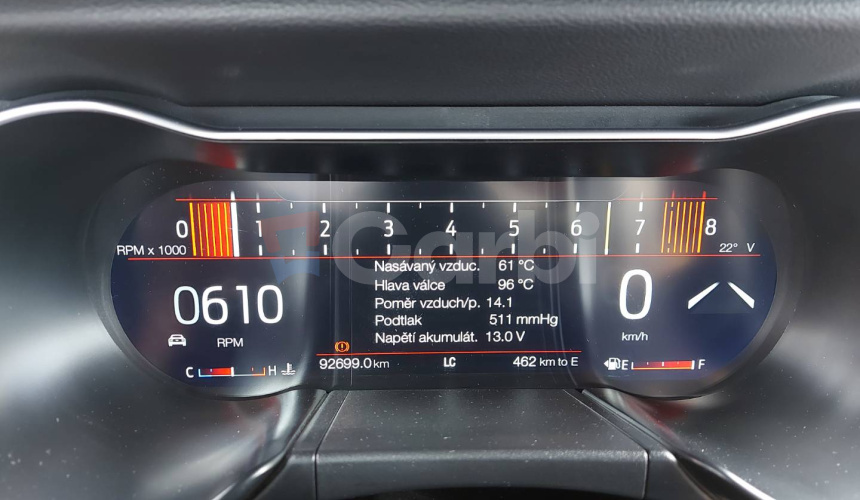 0 1 2 3 4 5 6 7 8
RPM x 1000
22° V
Carbi
Nasávaný vzduc. 61 °C
Hlava válce 96 °C
Poměr vzduch/p. 14.1
Podtlak 511 mmHg
Napětí akumulát. 13.0 V
0610
RPM
0
km/h
C H
92699.0 km LC 462 km to E
E F